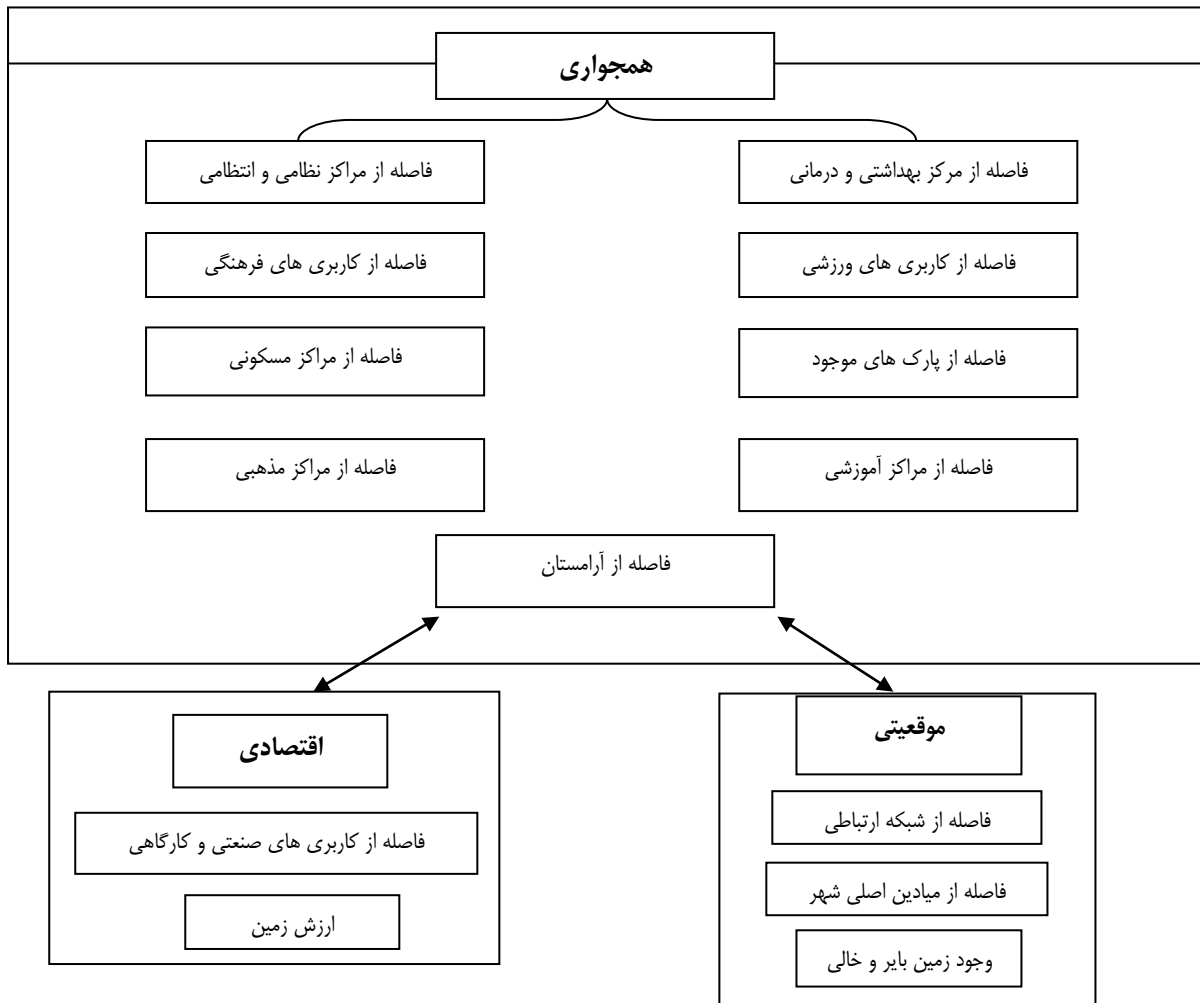 همجواری
فاصله از مرکز بهداشتی و درمانی
فاصله از مراکز نظامی و انتظامی
فاصله از کاربری های ورزشی
فاصله از کاربری های فرهنگی
فاصله از پارک های موجود
فاصله از مراکز مسکونی
فاصله از مراکز آموزشی
فاصله از مراکز مذهبی
فاصله از آرامستان
موقعیتی
فاصله از شبکه ارتباطی
فاصله از میادین اصلی شهر
وجود زمین بایر و خالی
اقتصادی
فاصله از کاربری های صنعتی و کارگاهی
ارزش زمین